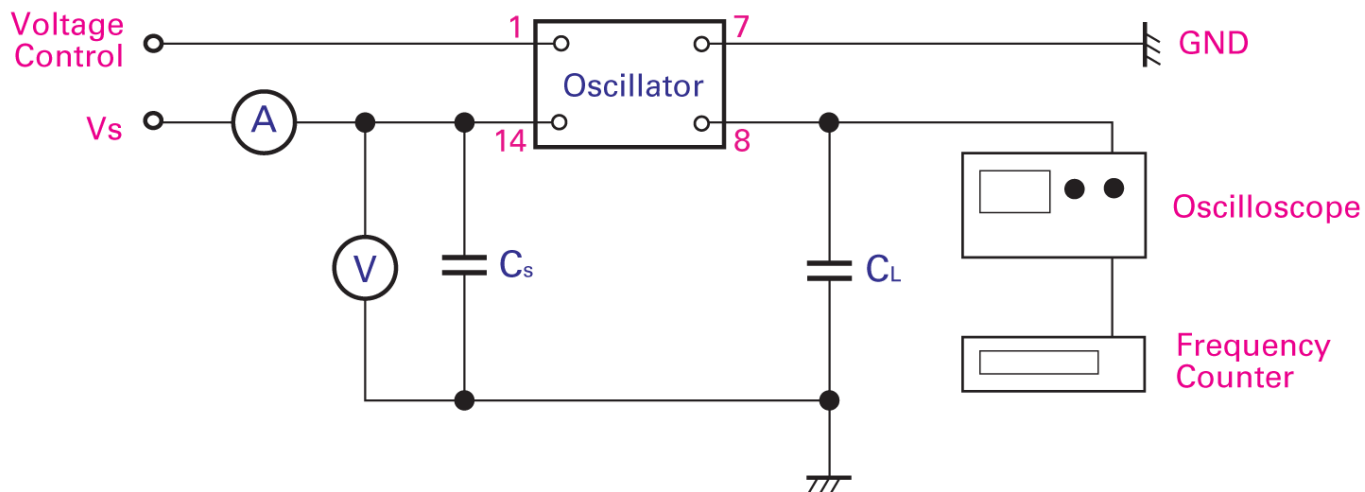 Voltage
Control
1
7
GND
Oscillator
Vs
A
14
8
Oscilloscope
V
Cs
CL
Frequency
Counter